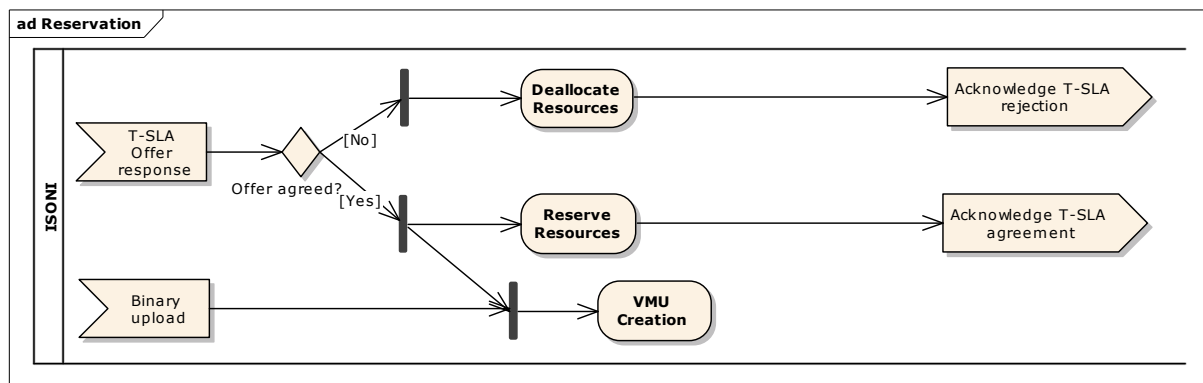 ad Reservation
ISONI
T-SLA
Offer
response
Offer agreed?
[No]
[Yes]
Deallocate
Resources
Acknowledge T-SLA
rejection
Reserve
Resources
Acknowledge T-SLA
agreement
Binary
upload
VMU
Creation